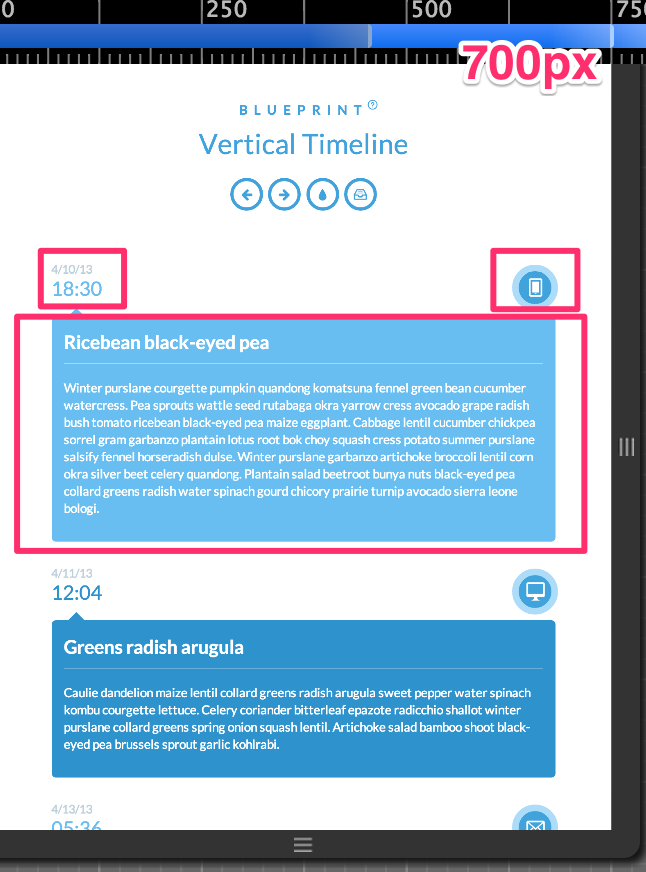 0
250
500
750
700px
BLUEPRINT?
Vertical Timeline
4/10/13
18:30
Ricebean black-eyed pea
Winter purslane courgette pumpkin quandong komatsuna fennel green bean cucumber
watercress. Pea sprouts wattle seed rutabaga okra yarrow cress avocado grape radish
bush tomato ricebean black-eyed pea maize eggplant. Cabbage lentil cucumber chickpea
sorrel gram garbanzo plantain lotus root bok choy squash cress potato summer purslane
salsify fennel horseradish dulse. Winter purslane garbanzo artichoke broccoli lentil corn
okra silver beet celery quandong. Plantain salad beetroot bunya nuts black-eyed pea
collard greens radish water spinach gourd chicory prairie turnip avocado sierra leone
bologi.
4/11/13
12:04
Greens radish arugula
Caulie dandelion maize lentil collard greens radish arugula sweet pepper water spinach
kombu courgette lettuce. Celery coriander bitterleaf epazote radicchio shallot winter
purslane collard greens spring onion squash lentil. Artichoke salad bamboo shoot black-
eyed pea brussels sprout garlic kohlrabi.
4/13/13
05:36